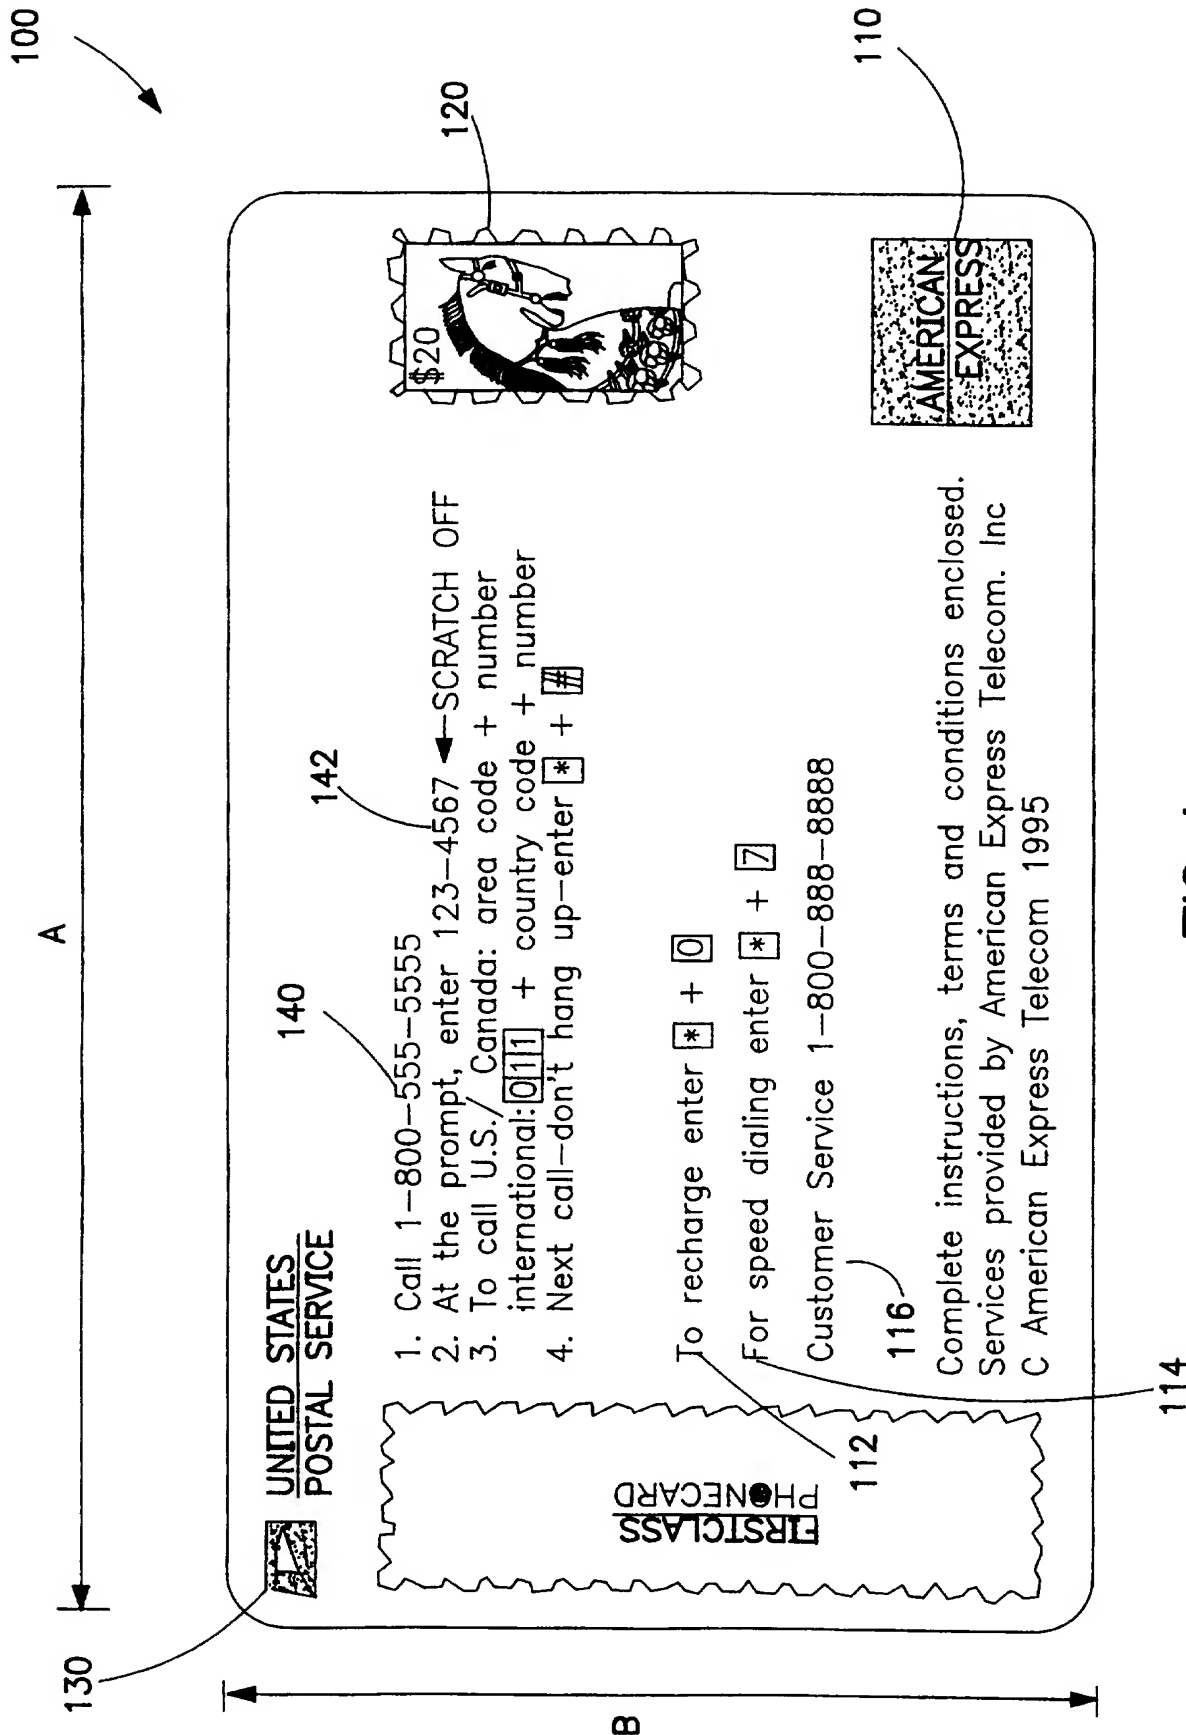 100
A
130
UNITED STATES
POSTAL SERVICE
140
142
120
1. Call 1-800-555-5555
2. At the prompt, enter 123-4567 ←SCRATCH OFF
3. To call U.S./ Canada: area code + number
international: 011 + country code + number
4. Next call-don't hang up-enter * + #
$20
FIRSTCLASS
PHONECARD
To recharge enter * + 0
For speed dialing enter * + 7
Customer Service 1-800-888-8888
112
116
110
AMERICAN
EXPRESS
Complete instructions, terms and conditions enclosed.
Services provided by American Express Telecom. Inc
C American Express Telecom 1995
B
114